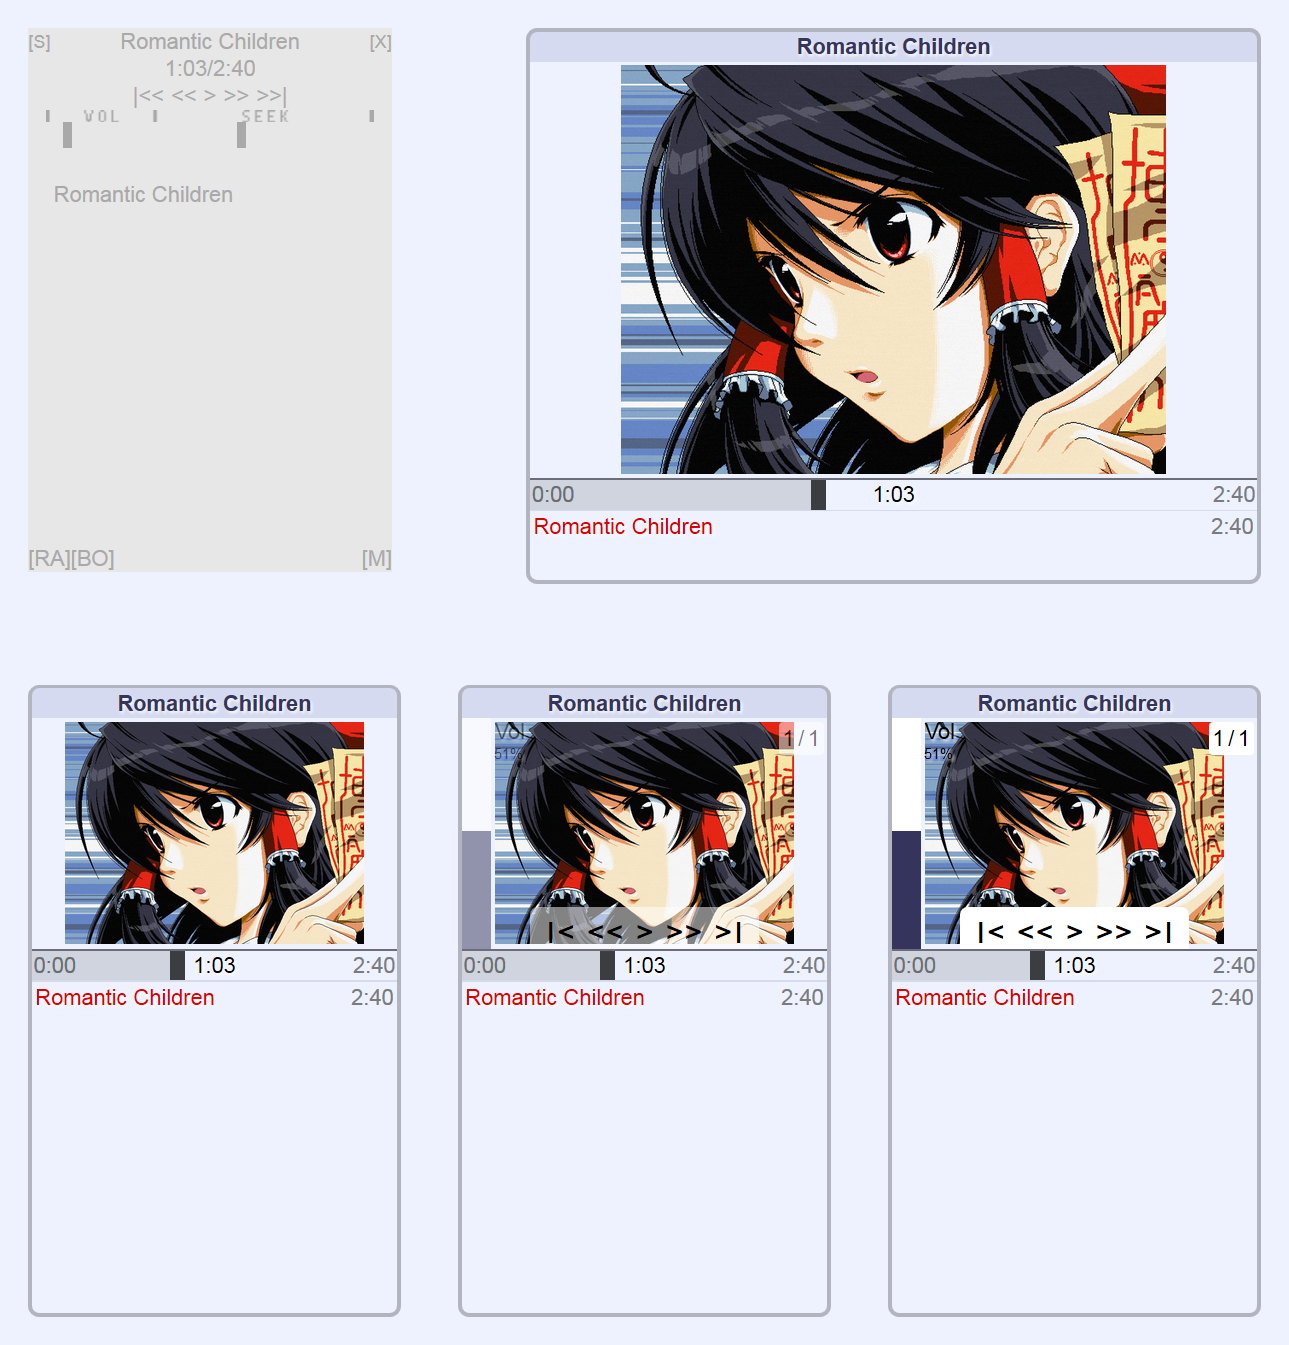 [S] Romantic Children [X]
1:03/2:40
|<< << > >> >>|
VOL SEEK
Romantic Children
[RA][BO] [M]
Romantic Children
0:00 1:03 2:40
Romantic Children 2:40
Romantic Children
0:00 1:03 2:40
Romantic Children 2:40
Romantic Children
Vol
51%
1 / 1
|< << > >> >|
0:00 1:03 2:40
Romantic Children 2:40
Romantic Children
Vol
51%
1 / 1
|< << > >> >|
0:00 1:03 2:40
Romantic Children 2:40